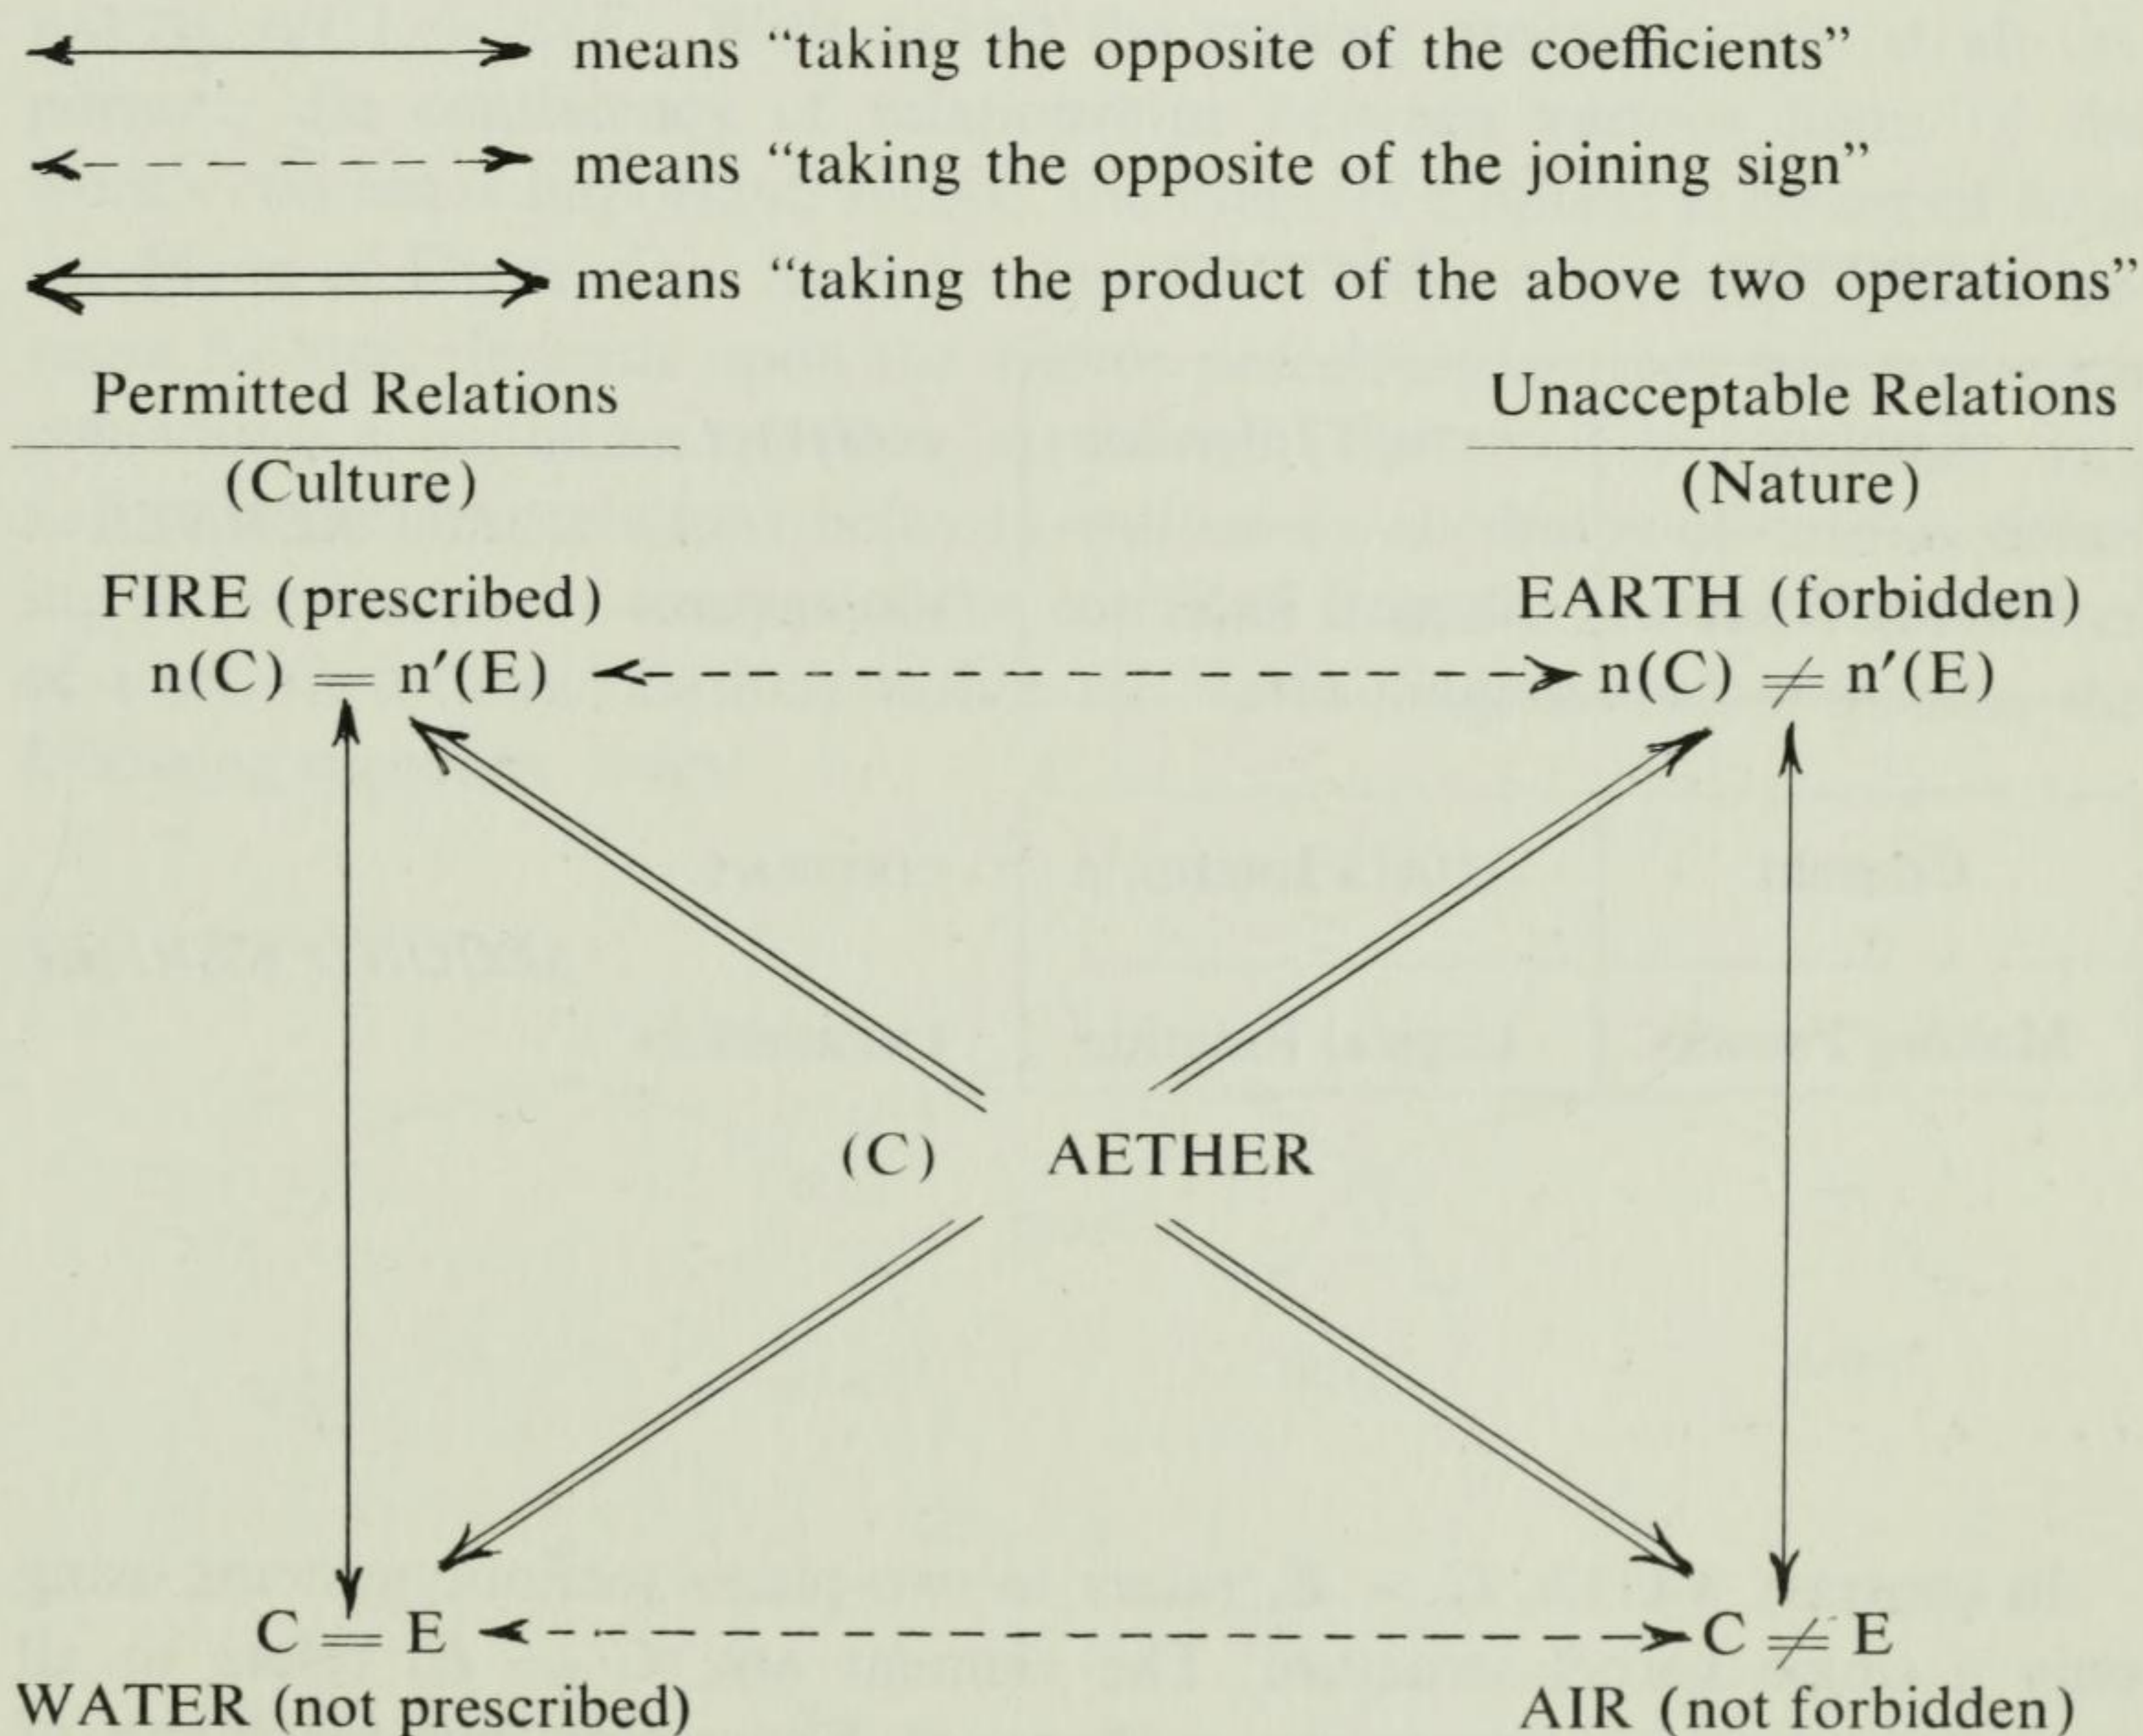 means “taking the opposite of the coefficients”
means “taking the opposite of the joining sign”
means “taking the product of the above two operations”
Permitted Relations
(Culture)
Unacceptable Relations
(Nature)
FIRE (prescribed)
EARTH (forbidden)
n(C) = n′(E)
n(C) ≠ n′(E)
(C) AETHER
C = E
C ≠ E
WATER (not prescribed)
AIR (not forbidden)